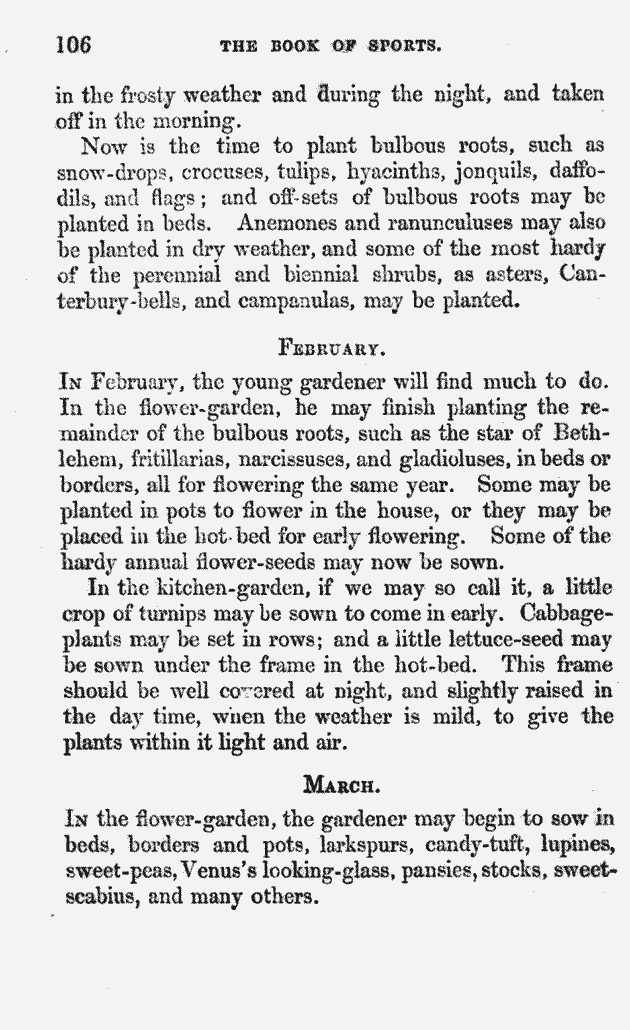 106 THE BOOK OF SPORTS.
in the frosty weather and during the night, and taken
off in the morning.
Now is the time to plant bulbous roots, such as
snow-drops, crocuses, tulips, hyacinths, jonquils, daffo-
dils, and flags; and off-sets of bulbous roots may be
planted in beds. Anemones and ranunculuses may also
be planted in dry weather, and some of the most hardy
of the perennial and biennial shrubs, as asters, Can-
terbury-bells, and campanulas, may be planted.
FEBRUARY.
IN February, the young gardener will find much to do.
In the flower-garden, he may finish planting the re-
mainder of the bulbous roots, such as the star of Beth-
lehem, fritillarias, narcissuses, and gladioluses, in beds or
borders, all for flowering the same year. Some may be
planted in pots to flower in the house, or they may be
placed in the hot-bed for early flowering. Some of the
hardy annual flower-seeds may now be sown.
In the kitchen-garden, if we may so call it, a little
crop of turnips may be sown to come in early. Cabbage-
plants may be set in rows; and a little lettuce-seed may
be sown under the frame in the hot-bed. This frame
should be well covered at night, and slightly raised in
the day time, when the weather is mild, to give the
plants within it light and air.
MARCH.
IN the flower-garden, the gardener may begin to sow in
beds, borders and pots, larkspurs, candy-tuft, lupines,
sweet-peas, Venus's looking-glass, pansies, stocks, sweet-
scabius, and many others.